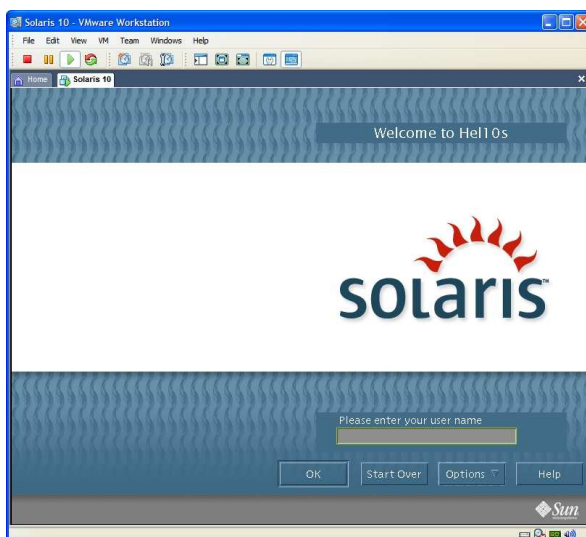 Solaris 10 - VMware Workstation
File Edit View VM Team Windows Help
Home Solaris 10
Welcome to Hel10s
solaris™
Please enter your user name
OK Start Over Options Help
Sun